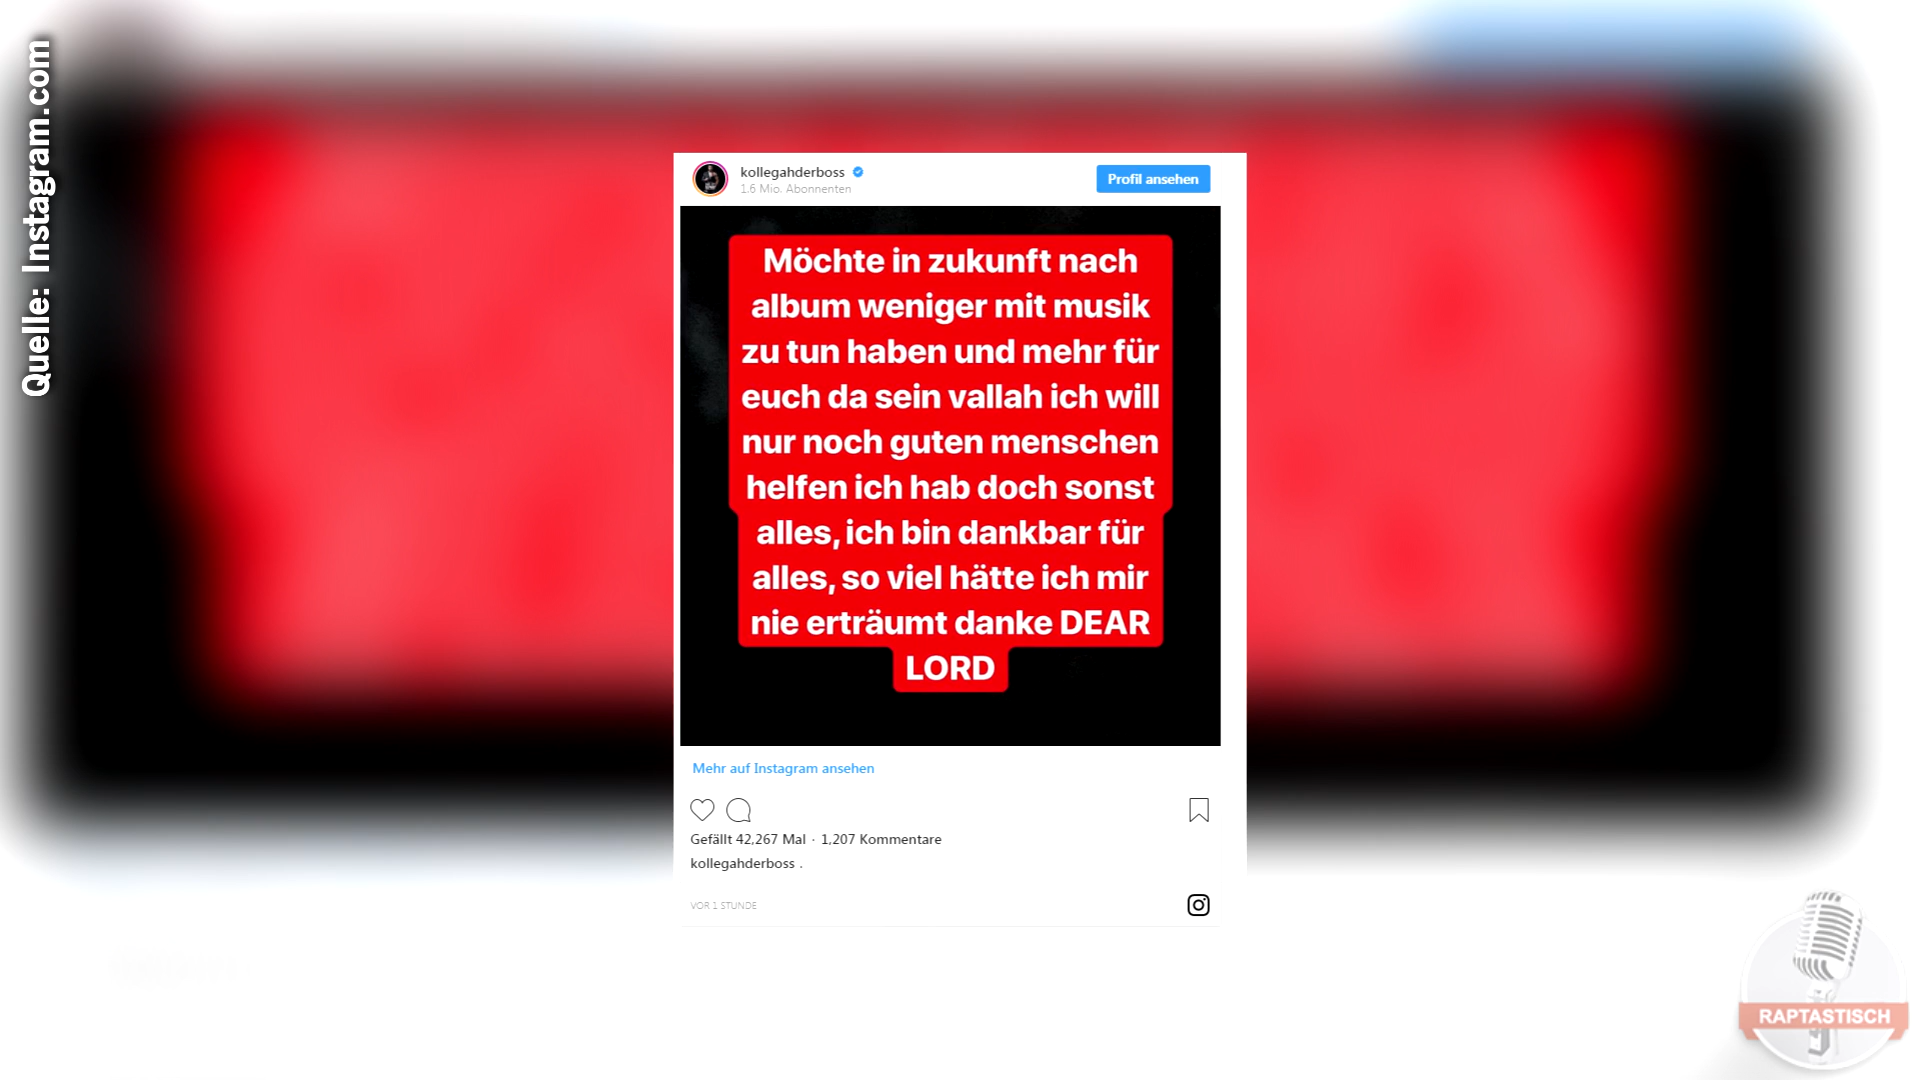 Quelle: Instagram.com
kollegahderboss
1.6 Mio. Abonnenten
Profil ansehen
Möchte in zukunft nach
album weniger mit musik
zu tun haben und mehr für
euch da sein vallah ich will
nur noch guten menschen
helfen ich hab doch sonst
alles, ich bin dankbar für
alles, so viel hätte ich mir
nie erträumt danke DEAR
LORD
Mehr auf Instagram ansehen
Gefällt 42,267 Mal · 1,207 Kommentare
kollegahderboss .
VOR 1 STUNDE
RAPTASTISCH